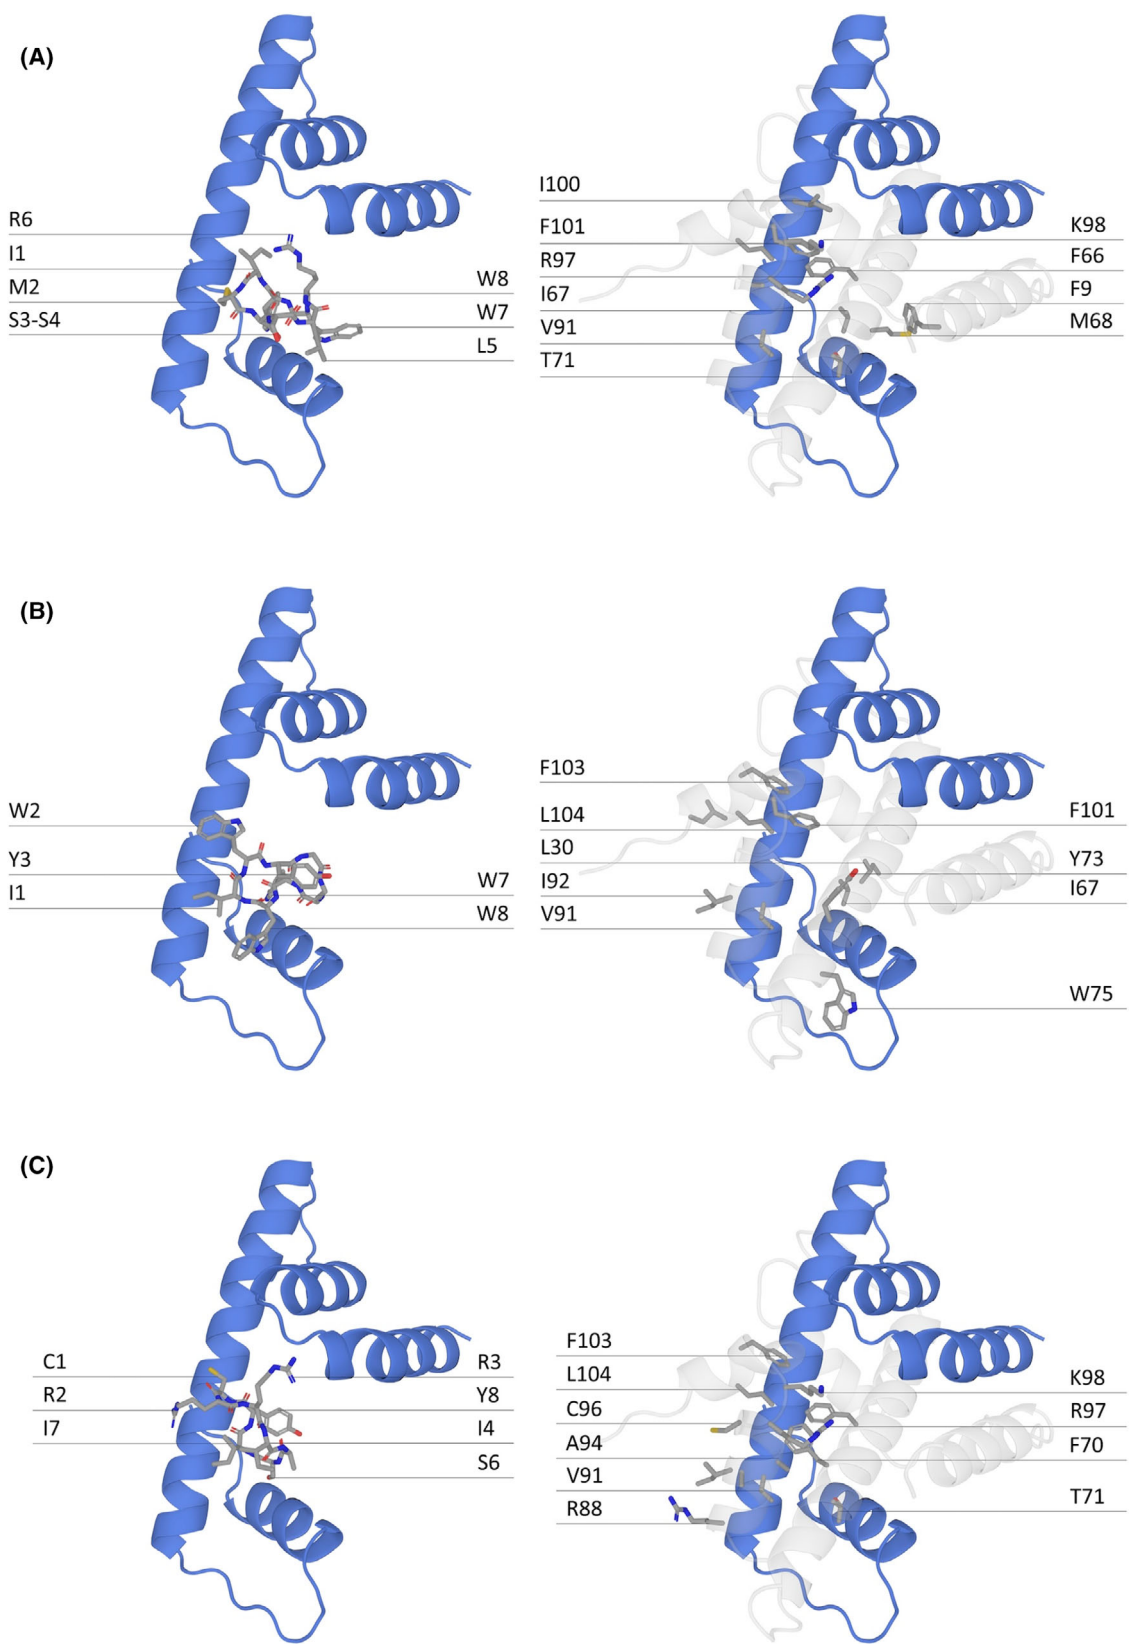 (A)
R6
I1
M2
S3-S4
W8
W7
L5
I100
F101
R97
I67
V91
T71
K98
F66
F9
M68
(B)
W2
Y3
I1
W7
W8
F103
L104
L30
I92
V91
F101
Y73
I67
W75
(C)
C1
R2
I7
R3
Y8
I4
S6
F103
L104
C96
A94
V91
R88
K98
R97
F70
T71